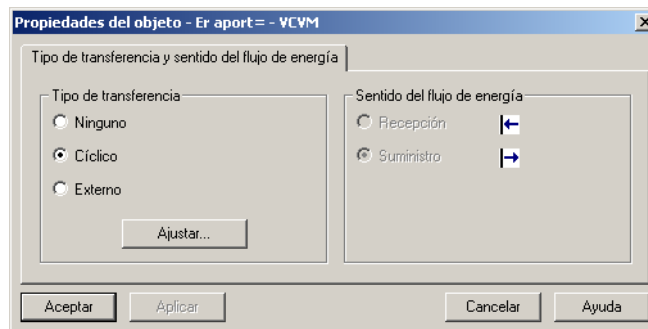 Propiedades del objeto - Er aport= - VCVM
Tipo de transferencia y sentido del flujo de energía
Tipo de transferencia
Ninguno
Cíclico
Externo
Ajustar...
Sentido del flujo de energía
Recepción
Suministro
Aceptar
Aplicar
Cancelar
Ayuda